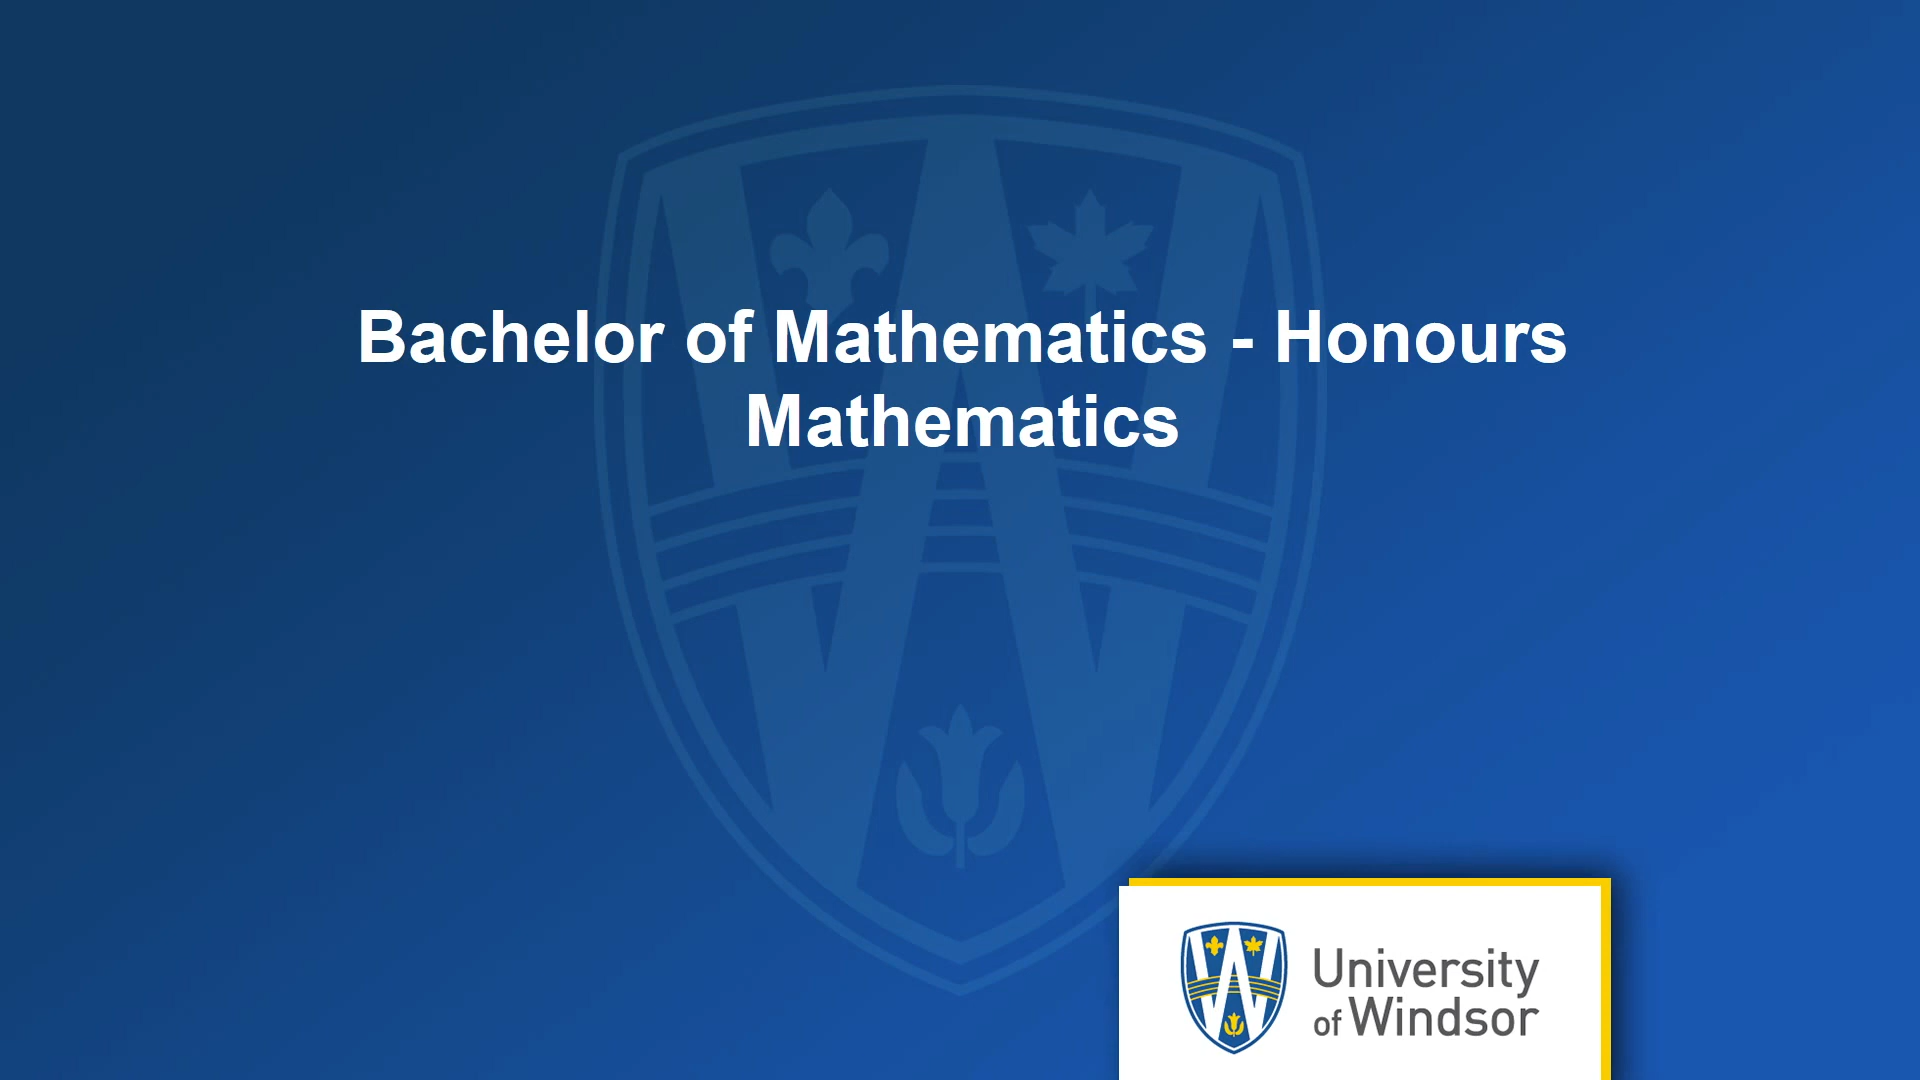 Bachelor of Mathematics - Honours
Mathematics
University
of Windsor